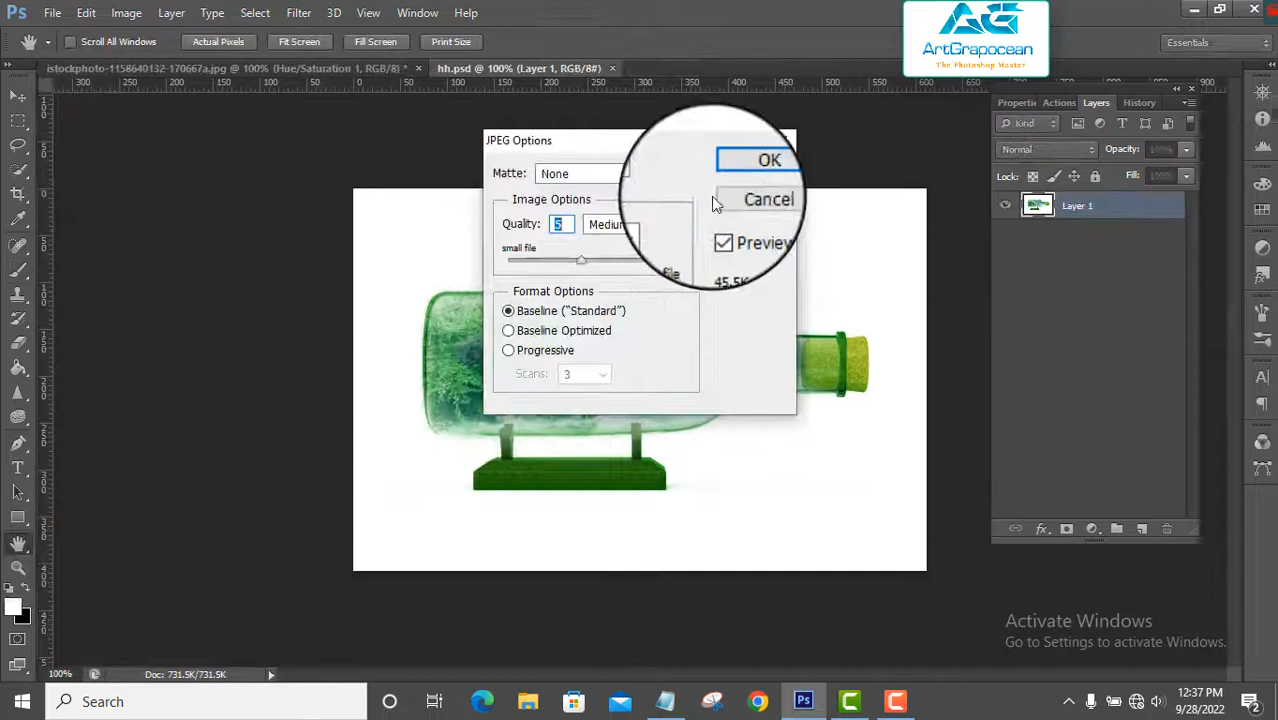 Ps File Edit Image Layer Type Select Filter 3D View Window Help
AG
ArtGrapocean
The Photoshop Master
Scroll All Windows Actual Pixels Fit Screen Fill Screen Print Size Essentials
hh.psd @ 100% (Layer 1, RGB/8#)
JPEG Options
Matte: None
Image Options
Quality: 5
small file
Format Options
Baseline (“Standard”)
Baseline Optimized
Progressive
Scans: 3
OK
Cancel
Preview
Actions Layers History
Kind
Normal Opacity: 100%
Lock: Fill: 100%
Layer 1
Activate Windows
Go to Settings to activate Windows.
100% Doc: 731.5K/731.5K
Search
12:37 PM
9/28/2022